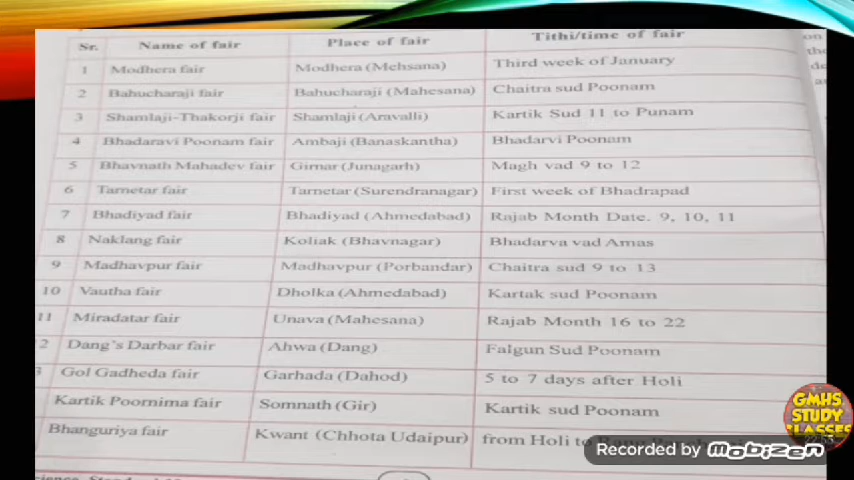 Sr. Name of fair Place of fair Tithi/time of fair
1 Modhera fair Modhera (Mehsana) Third week of January
2 Bahucharaji fair Bahucharaji (Mahesana) Chaitra sud Poonam
3 Shamlaji-Thakorji fair Shamlaji (Aravalli) Kartik Sud 11 to Punam
4 Bhadaravi Poonam fair Ambaji (Banaskantha) Bhadarvi Poonam
5 Bhavnath Mahadev fair Girnar (Junagarh) Magh vad 9 to 12
6 Tarnetar fair Tarnetar (Surendranagar) First week of Bhadrapad
7 Bhadiyad fair Bhadiyad (Ahmedabad) Rajab Month Date. 9, 10, 11
8 Naklang fair Koliak (Bhavnagar) Bhadarva vad Amas
9 Madhavpur fair Madhavpur (Porbandar) Chaitra sud 9 to 13
10 Vautha fair Dholka (Ahmedabad) Kartak sud Poonam
11 Miradatar fair Unava (Mahesana) Rajab Month 16 to 22
2 Dang's Darbar fair Ahwa (Dang) Falgun Sud Poonam
3 Gol Gadheda fair Garhada (Dahod) 5 to 7 days after Holi
Kartik Poornima fair Somnath (Gir) Kartik sud Poonam
Bhanguriya fair Kwant (Chhota Udaipur) from Holi to
GMHS
STUDY
CLASSES
Recorded by mobizen